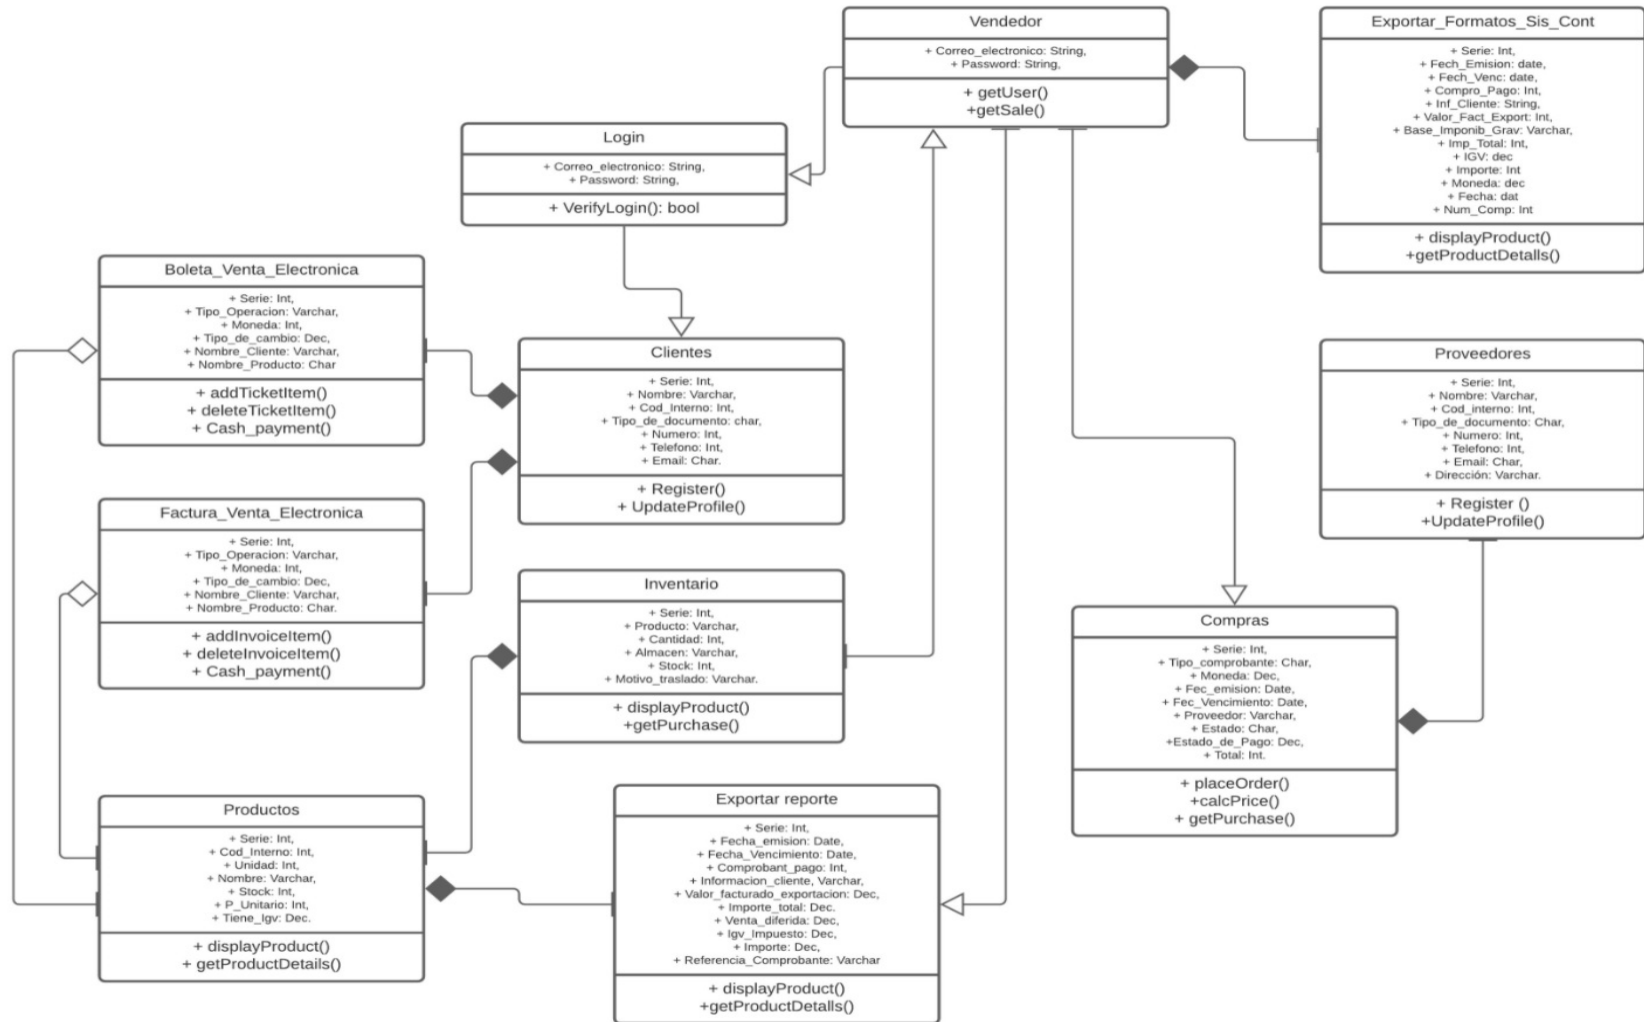 Vendedor
+ Correo_electronico: String,
+ Password: String,
+ getUser()
+getSale()
Exportar_Formatos_Sis_Cont
+ Serie: Int,
+ Fech_Emision: date,
+ Fech_Venc: date,
+ Compro_Pago: Int,
+ Inf_Cliente: String,
+ Valor_Fact_Export: Int,
+ Base_Imponib_Grav: Varchar,
+ Imp_Total: Int,
+ IGV: dec
+ Importe: Int
+ Moneda: dec
+ Fecha: dat
+ Num_Comp: Int
+ displayProduct()
+getProductDetalls()
Login
+ Correo_electronico: String,
+ Password: String,
+ VerifyLogin(): bool
Boleta_Venta_Electronica
+ Serie: Int,
+ Tipo_Operacion: Varchar,
+ Moneda: Int,
+ Tipo_de_cambio: Dec,
+ Nombre_Cliente: Varchar,
+ Nombre_Producto: Char
+ addTicketItem()
+ deleteTicketItem()
+ Cash_payment()
Clientes
+ Serie: Int,
+ Nombre: Varchar,
+ Cod_Interno: Int,
+ Tipo_de_documento: char,
+ Numero: Int,
+ Telefono: Int,
+ Email: Char.
+ Register()
+ UpdateProfile()
Proveedores
+ Serie: Int,
+ Nombre: Varchar,
+ Cod_interno: Int,
+ Tipo_de_documento: Char,
+ Numero: Int,
+ Telefono: Int,
+ Email: Char,
+ Dirección: Varchar.
+ Register ()
+UpdateProfile()
Factura_Venta_Electronica
+ Serie: Int,
+ Tipo_Operacion: Varchar,
+ Moneda: Int,
+ Tipo_de_cambio: Dec,
+ Nombre_Cliente: Varchar,
+ Nombre_Producto: Char.
+ addInvoiceItem()
+ deleteInvoiceItem()
+ Cash_payment()
Inventario
+ Serie: Int,
+ Producto: Varchar,
+ Cantidad: Int,
+ Almacen: Varchar,
+ Stock: Int,
+ Motivo_traslado: Varchar.
+ displayProduct()
+getPurchase()
Compras
+ Serie: Int,
+ Tipo_comprobante: Char,
+ Moneda: Dec,
+ Fec_emision: Date,
+ Fec_Vencimiento: Date,
+ Proveedor: Varchar,
+ Estado: Char,
+Estado_de_Pago: Dec,
+ Total: Int.
+ placeOrder()
+calcPrice()
+ getPurchase()
Productos
+ Serie: Int,
+ Cod_Interno: Int,
+ Unidad: Int,
+ Nombre: Varchar,
+ Stock: Int,
+ P_Unitario: Int,
+ Tiene_Igv: Dec.
+ displayProduct()
+ getProductDetails()
Exportar reporte
+ Serie: Int,
+ Fecha_emision: Date,
+ Fecha_Vencimiento: Date,
+ Comprobant_pago: Int,
+ Informacion_cliente, Varchar,
+ Valor_facturado_exportacion: Dec,
+ Importe_total: Dec.
+ Venta_diferida: Dec,
+ Igv_Impuesto: Dec,
+ Importe: Dec,
+ Referencia_Comprobante: Varchar
+ displayProduct()
+getProductDetalls()